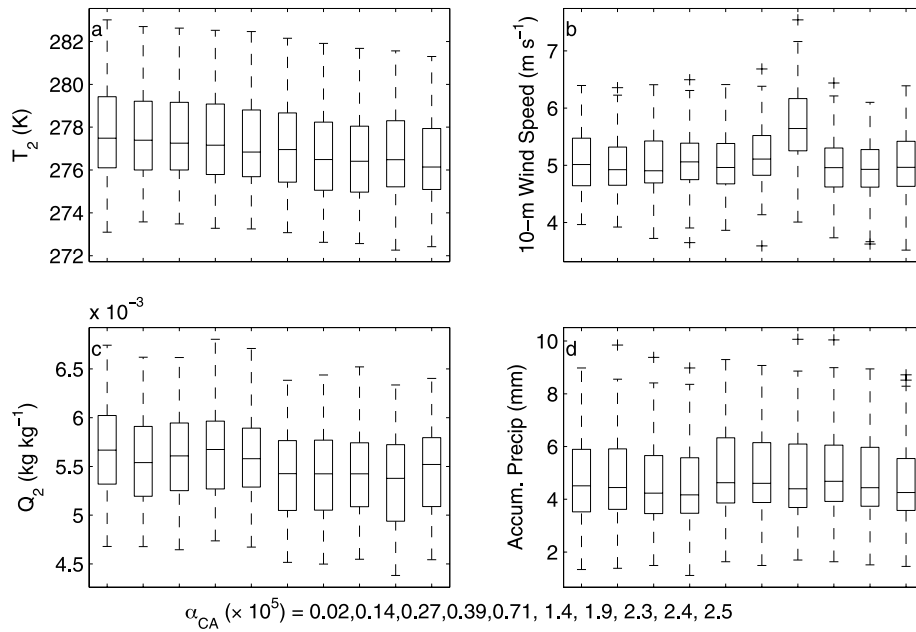 a
282
280
278
276
274
272
T₂ (K)
b
7
6
5
4
10-m Wind Speed (m s⁻¹)
x 10⁻³
c
6.5
6
5.5
5
4.5
Q₂ (kg kg⁻¹)
d
10
8
6
4
2
Accum. Precip (mm)
α_CA (× 10⁵) = 0.02,0.14,0.27,0.39,0.71, 1.4, 1.9, 2.3, 2.4, 2.5